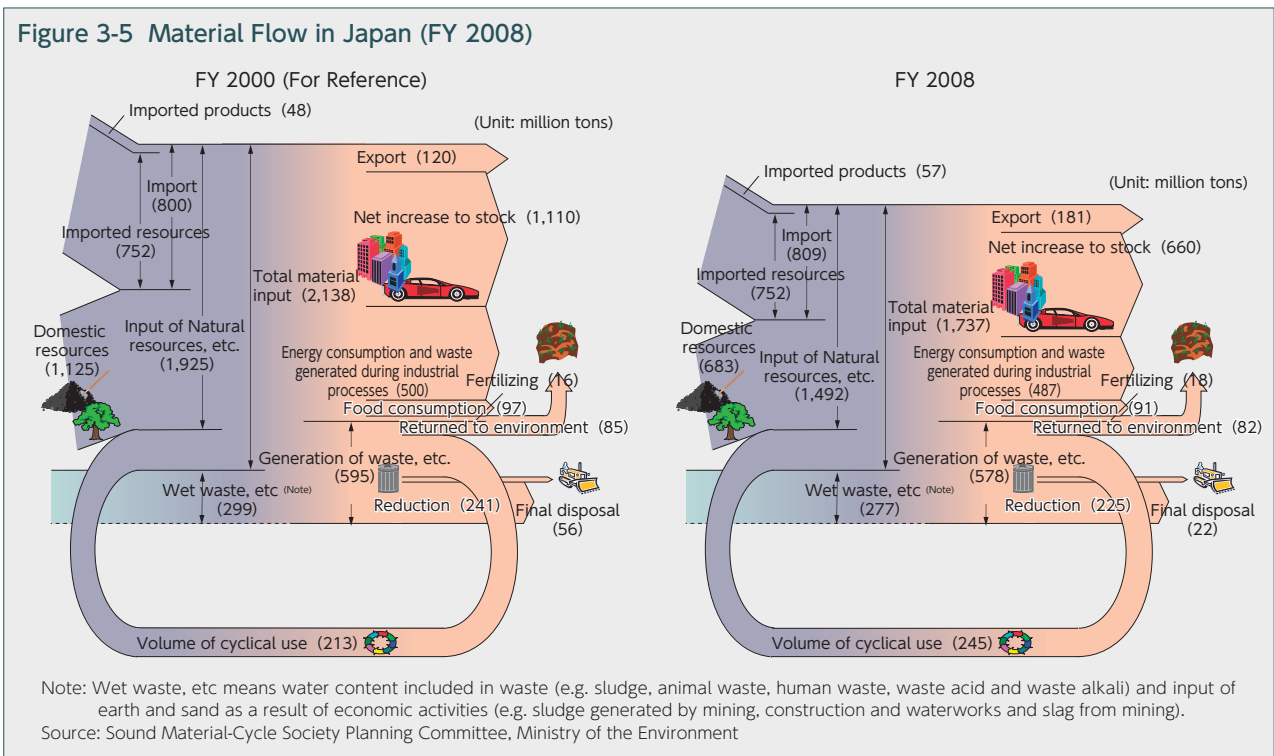 Figure 3-5 Material Flow in Japan (FY 2008)
FY 2000 (For Reference)
Imported products (48)
(Unit: million tons)
Export (120)
Import
(800)
Net increase to stock (1,110)
Imported resources
(752)
Total material
input (2,138)
Domestic
resources
(1,125)
Input of Natural
resources, etc.
(1,925)
Energy consumption and waste
generated during industrial
processes (500)
Fertilizing (16)
Food consumption (97)
Returned to environment (85)
Generation of waste, etc.
(595)
Wet waste, etc (Note)
(299)
Reduction (241)
Final disposal
(56)
Volume of cyclical use (213)
FY 2008
Imported products (57)
(Unit: million tons)
Export (181)
Import
(809)
Net increase to stock (660)
Imported resources
(752)
Total material
input (1,737)
Domestic
resources
(683)
Input of Natural
resources, etc.
(1,492)
Energy consumption and waste
generated during industrial
processes (487)
Fertilizing (18)
Food consumption (91)
Returned to environment (82)
Generation of waste, etc.
(578)
Wet waste, etc (Note)
(277)
Reduction (225)
Final disposal
(22)
Volume of cyclical use (245)
Note: Wet waste, etc means water content included in waste (e.g. sludge, animal waste, human waste, waste acid and waste alkali) and input of
earth and sand as a result of economic activities (e.g. sludge generated by mining, construction and waterworks and slag from mining).
Source: Sound Material-Cycle Society Planning Committee, Ministry of the Environment